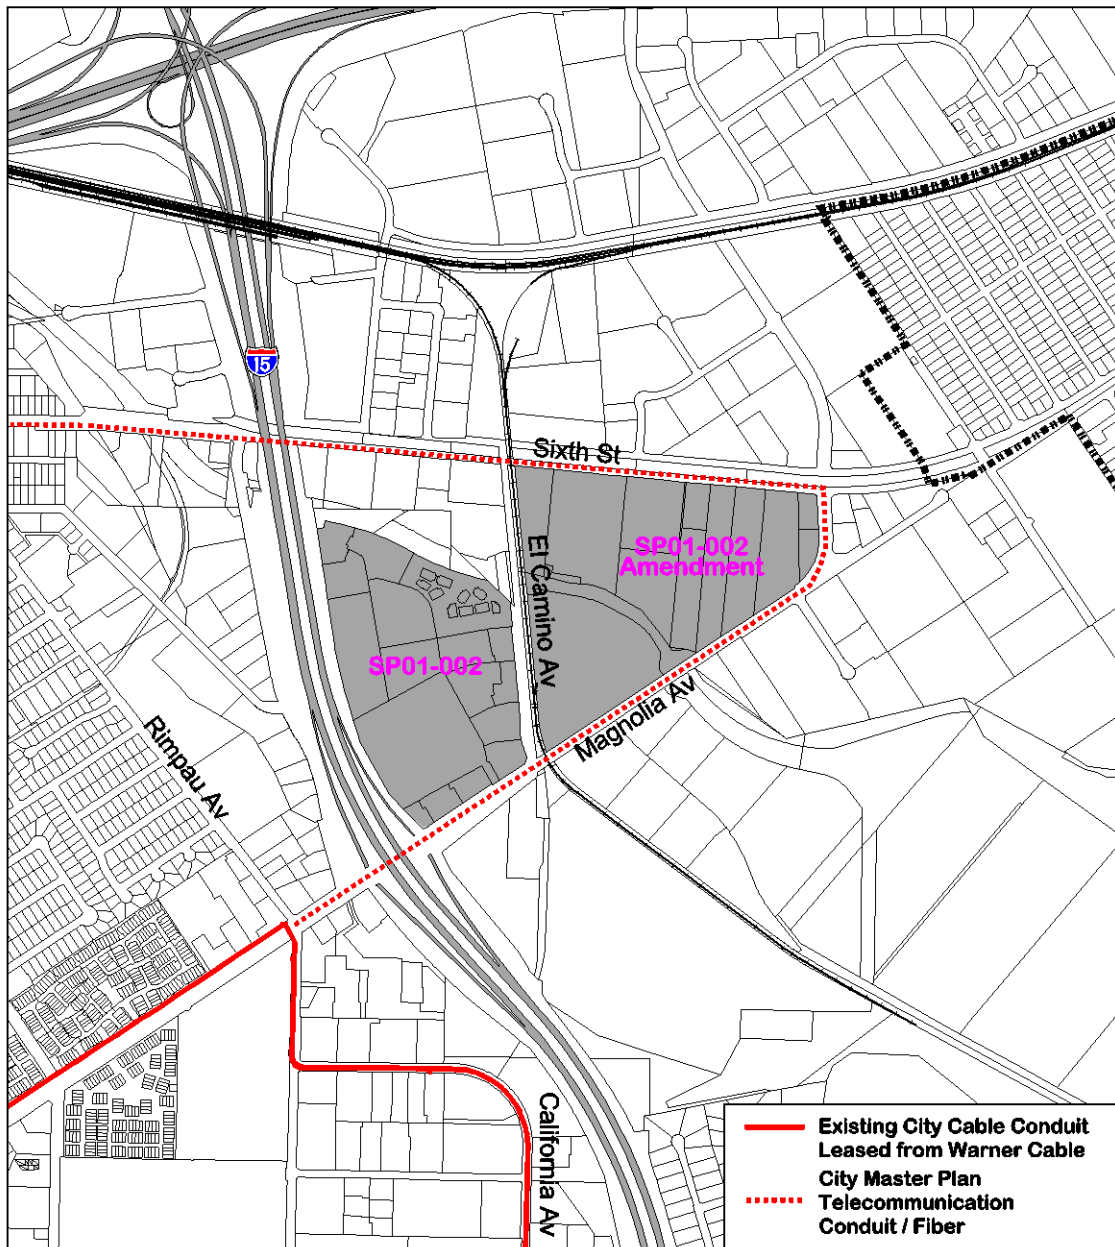 15
Sixth St
El Camino Av
SP01-002
Amendment
SP01-002
Magnolia Av
Rimpau Av
California Av
Existing City Cable Conduit
Leased from Warner Cable
City Master Plan
Telecommunication
Conduit / Fiber